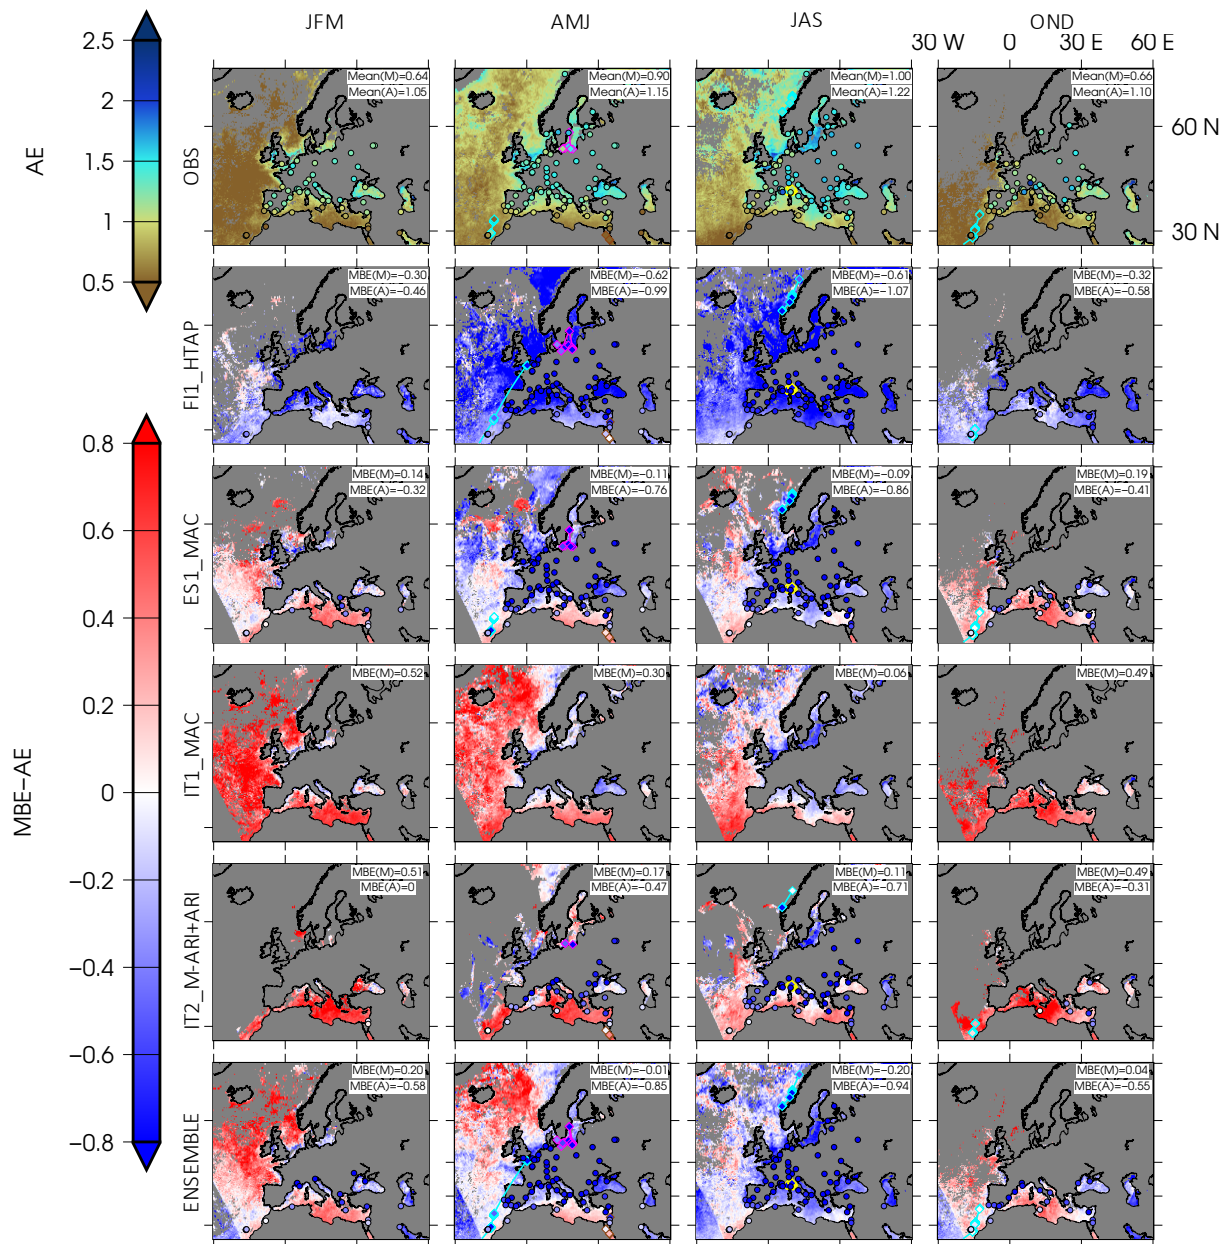 JFM AMJ JAS OND
30 W 0 30 E 60 E
AE
2.5
2
1.5
1
0.5
OBS
Mean(M)=0.64
Mean(A)=1.05
Mean(M)=0.90
Mean(A)=1.15
Mean(M)=1.00
Mean(A)=1.22
Mean(M)=0.66
Mean(A)=1.10
60 N
30 N
FI1_HTAP
MBE(M)=−0.30
MBE(A)=−0.46
MBE(M)=−0.62
MBE(A)=−0.99
MBE(M)=−0.61
MBE(A)=−1.07
MBE(M)=−0.32
MBE(A)=−0.58
MBE−AE
0.8
0.6
0.4
0.2
0
−0.2
−0.4
−0.6
−0.8
ES1_MAC
MBE(M)=0.14
MBE(A)=−0.32
MBE(M)=−0.11
MBE(A)=−0.76
MBE(M)=−0.09
MBE(A)=−0.86
MBE(M)=0.19
MBE(A)=−0.41
IT1_MAC
MBE(M)=0.52
MBE(M)=0.30
MBE(M)=0.06
MBE(M)=0.49
IT2_M-ARI+ARI
MBE(M)=0.51
MBE(A)=0
MBE(M)=0.17
MBE(A)=−0.47
MBE(M)=0.11
MBE(A)=−0.71
MBE(M)=0.49
MBE(A)=−0.31
ENSEMBLE
MBE(M)=0.20
MBE(A)=−0.58
MBE(M)=−0.01
MBE(A)=−0.85
MBE(M)=−0.20
MBE(A)=−0.94
MBE(M)=0.04
MBE(A)=−0.55